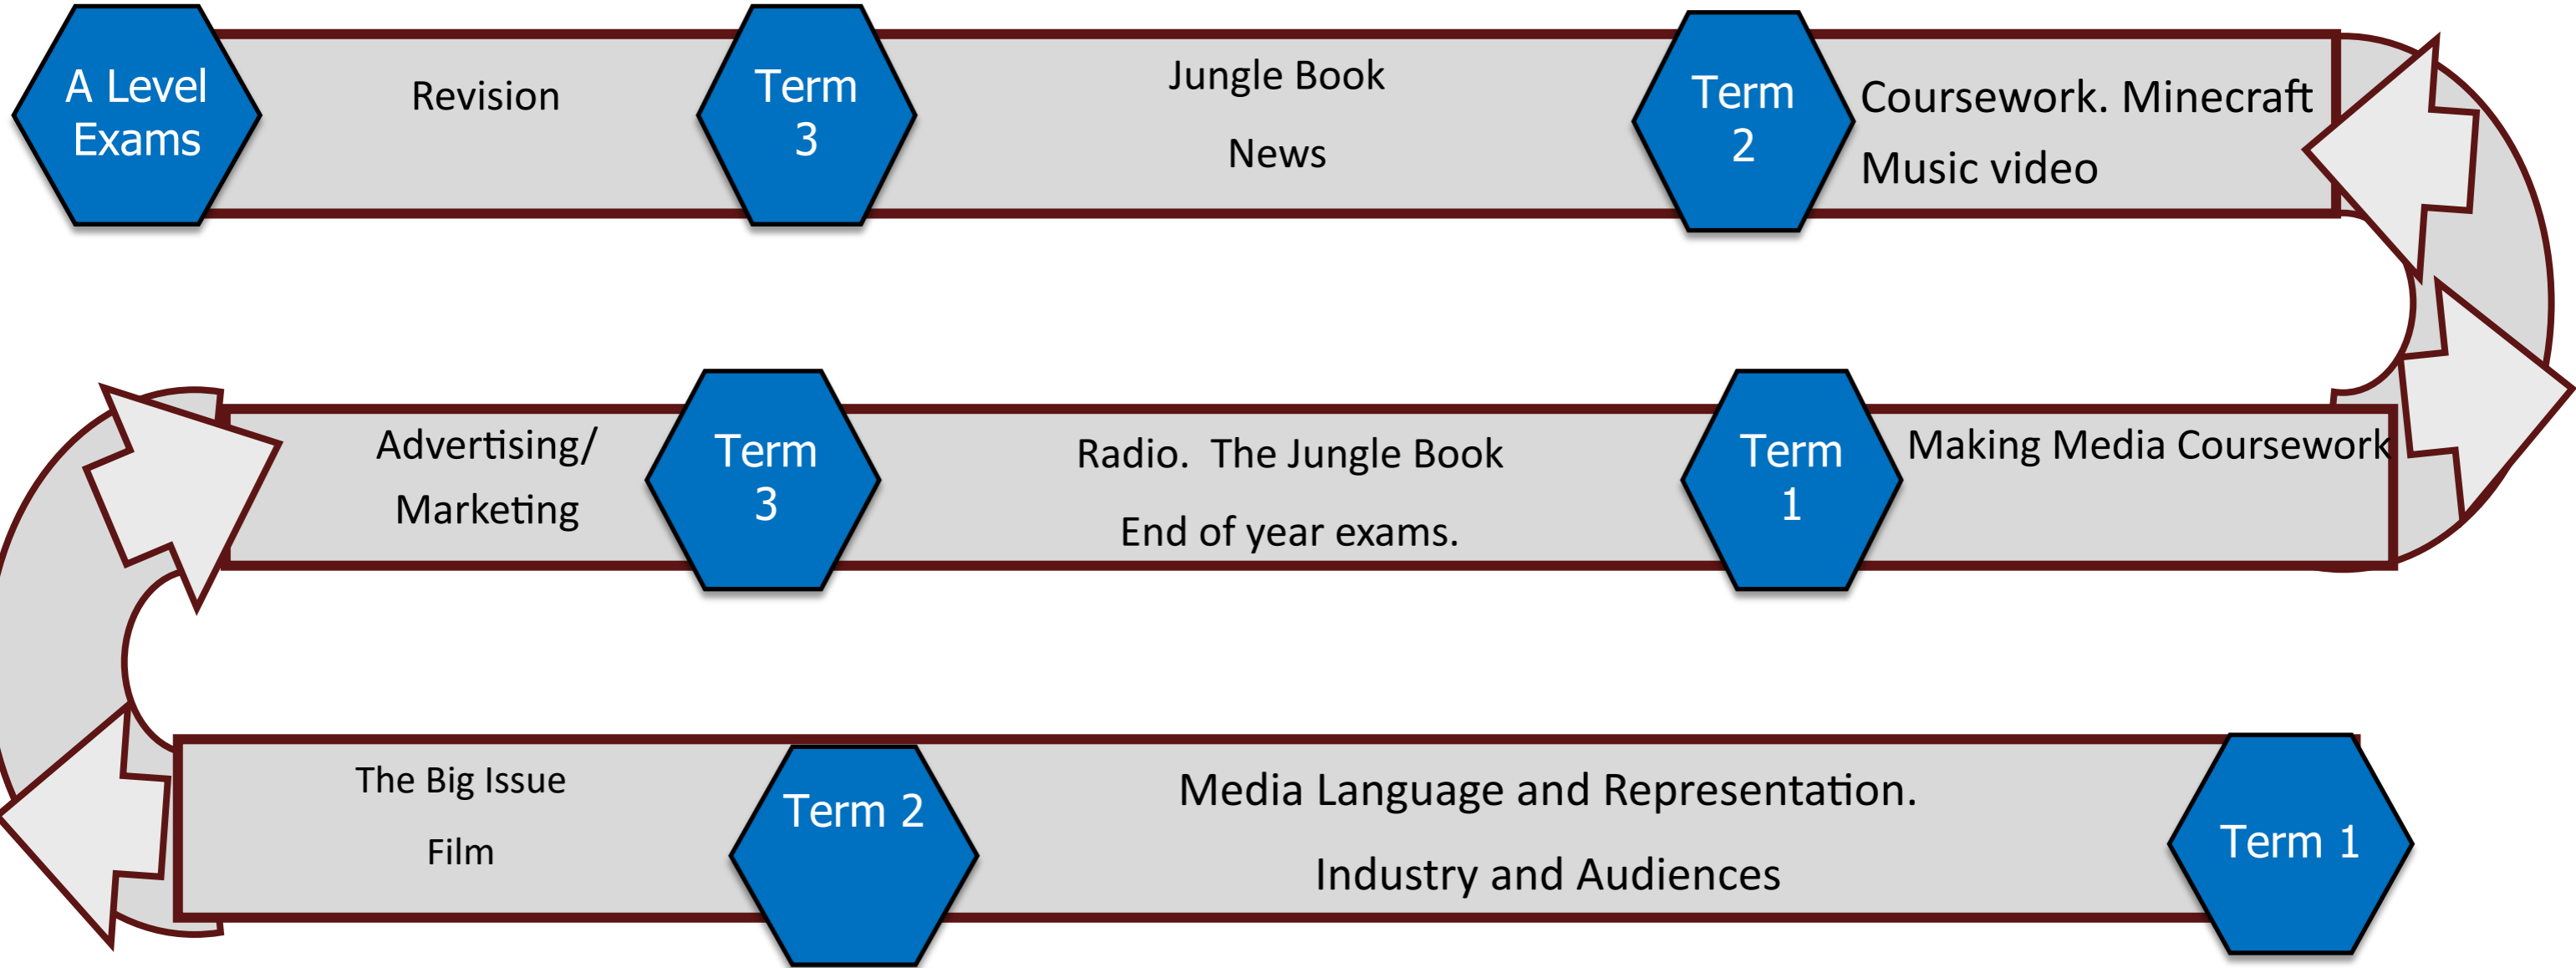 A Level
Exams
Revision
Term
3
Jungle Book
News
Term
2
Coursework. Minecraft
Music video
Advertising/
Marketing
Term
3
Radio.  The Jungle Book
End of year exams.
Term
1
Making Media Coursework
The Big Issue
Film
Term 2
Media Language and Representation.
Industry and Audiences
Term 1